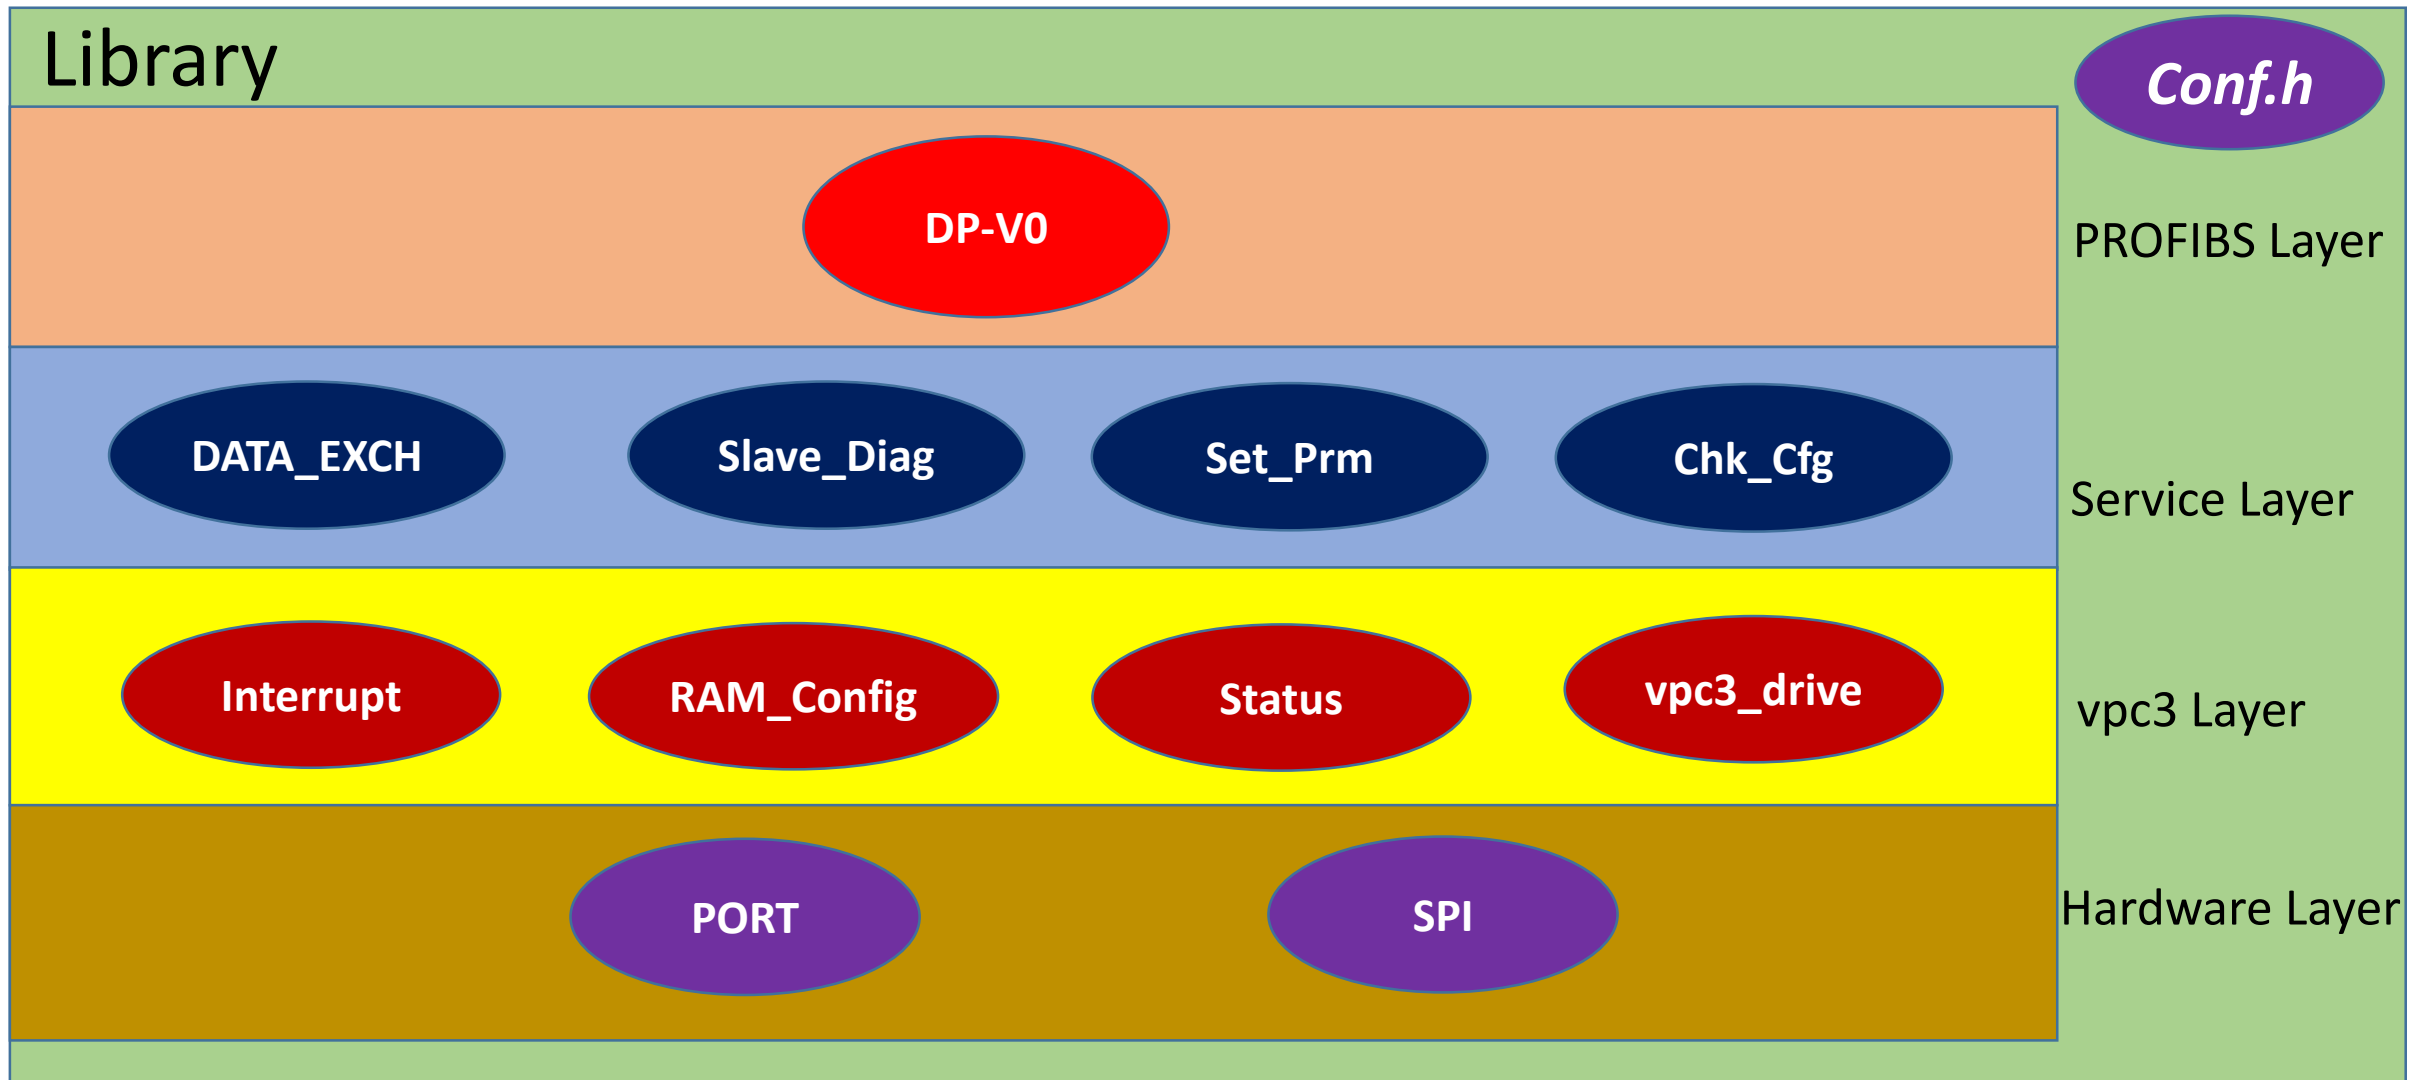 Library
Conf.h
DP-V0
PROFIBS Layer
DATA_EXCH
Slave_Diag
Set_Prm
Chk_Cfg
Service Layer
Interrupt
RAM_Config
Status
vpc3_drive
vpc3 Layer
PORT
SPI
Hardware Layer